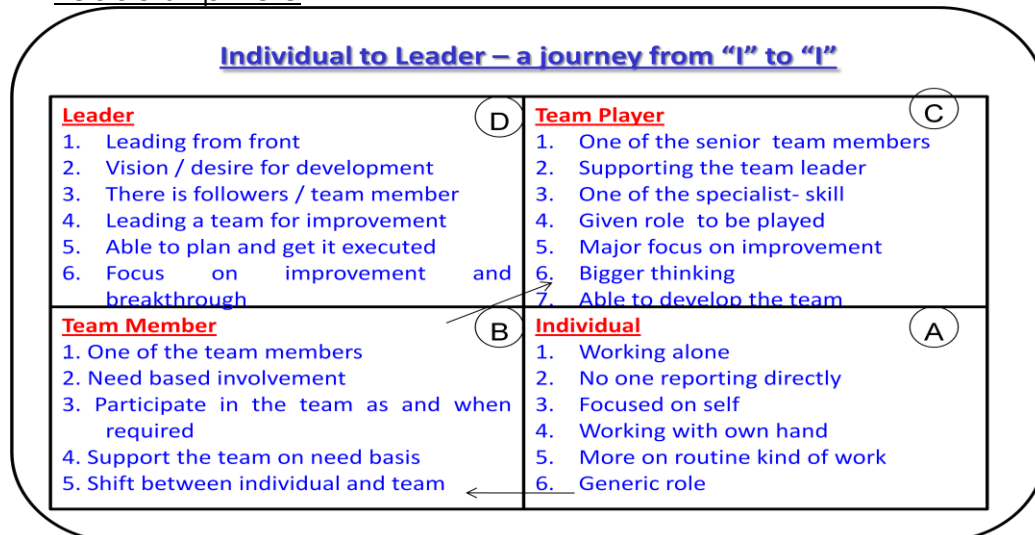 Individual to Leader – a journey from “I” to “I”
Leader
D
1. Leading from front
2. Vision / desire for development
3. There is followers / team member
4. Leading a team for improvement
5. Able to plan and get it executed
6. Focus on improvement and
breakthrough
Team Player
C
1. One of the senior team members
2. Supporting the team leader
3. One of the specialist- skill
4. Given role to be played
5. Major focus on improvement
6. Bigger thinking
7. Able to develop the team
Team Member
B
1. One of the team members
2. Need based involvement
3. Participate in the team as and when
required
4. Support the team on need basis
5. Shift between individual and team
Individual
A
1. Working alone
2. No one reporting directly
3. Focused on self
4. Working with own hand
5. More on routine kind of work
6. Generic role